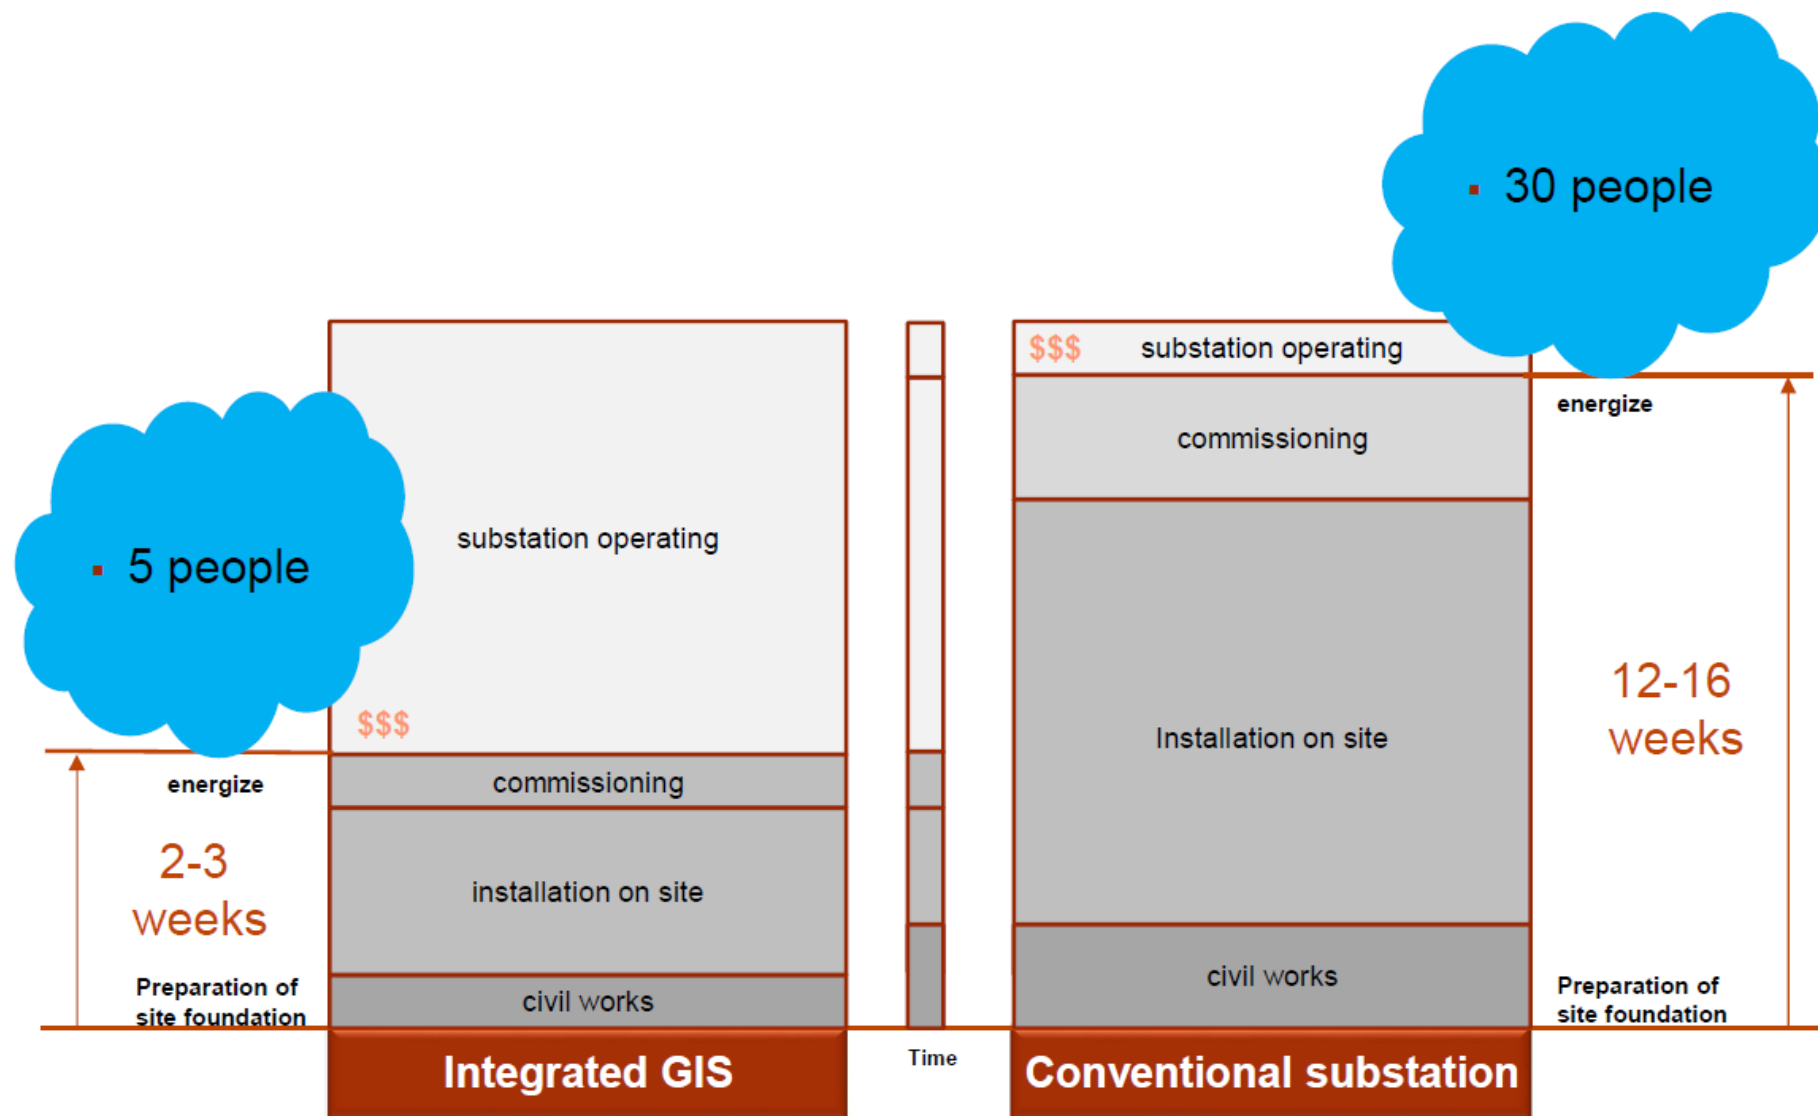 ▪ 30 people
$$$ substation operating
energize
commissioning
▪ 5 people
substation operating
$$$
12-16
weeks
Installation on site
energize
commissioning
2-3
weeks
installation on site
Preparation of
site foundation
civil works
civil works
Preparation of
site foundation
Integrated GIS
Time
Conventional substation